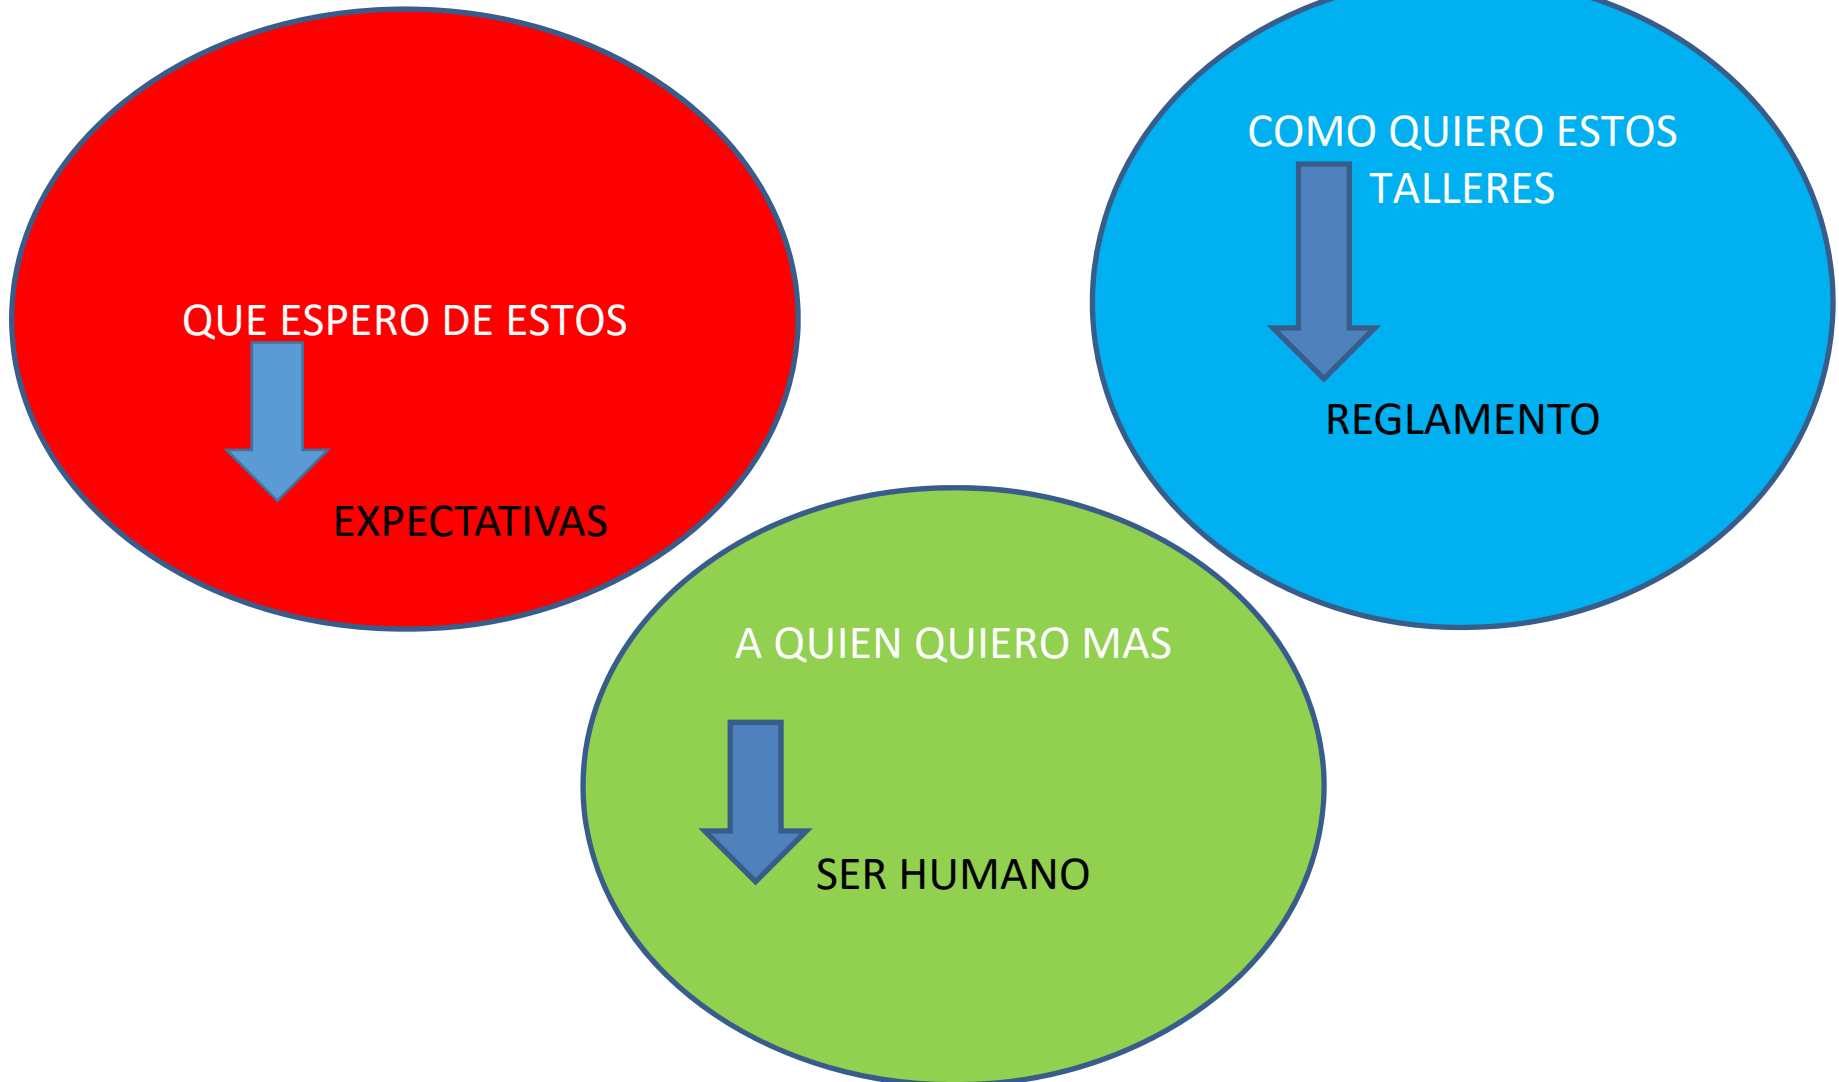 QUE ESPERO DE ESTOS
EXPECTATIVAS
COMO QUIERO ESTOS
TALLERES
REGLAMENTO
A QUIEN QUIERO MAS
SER HUMANO